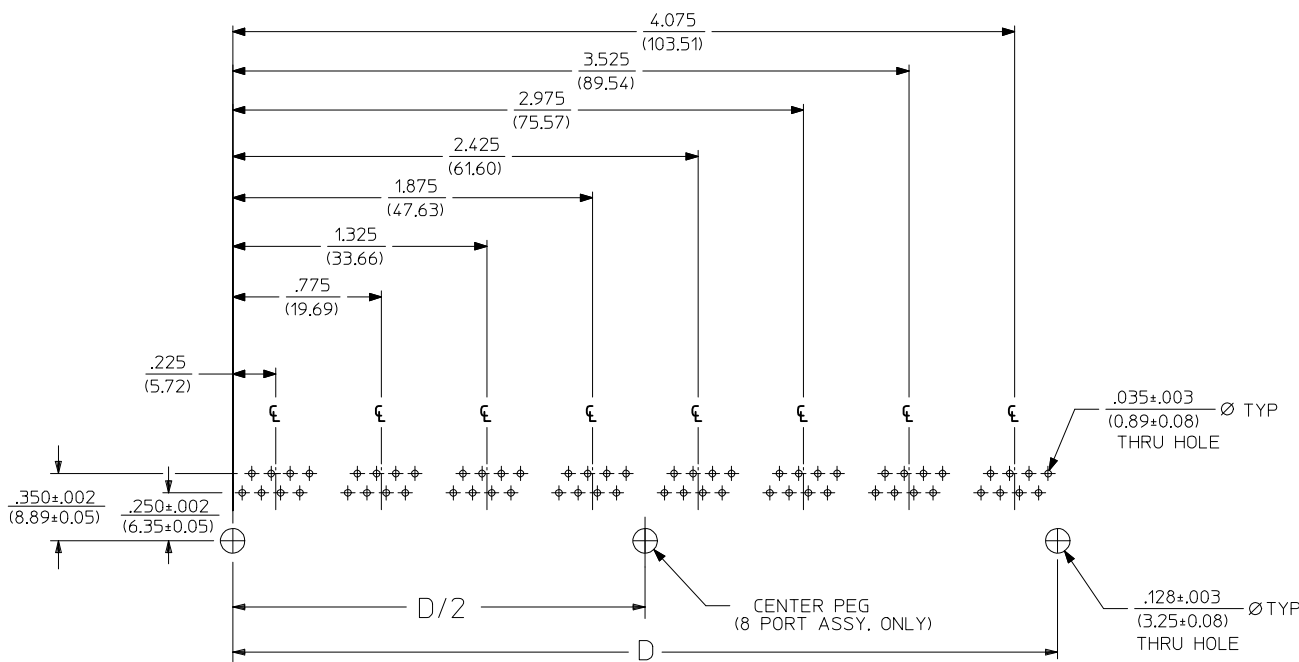 4.075
(103.51)
3.525
(89.54)
2.975
(75.57)
2.425
(61.60)
1.875
(47.63)
1.325
(33.66)
.775
(19.69)
.225
(5.72)
℄ ℄ ℄ ℄ ℄ ℄ ℄ ℄
.035±.003
(0.89±0.08)
Ø TYP
THRU HOLE
.350±.002
(8.89±0.05)
.250±.002
(6.35±0.05)
D/2
CENTER PEG
(8 PORT ASSY. ONLY)
D
.128±.003
(3.25±0.08)
Ø TYP
THRU HOLE